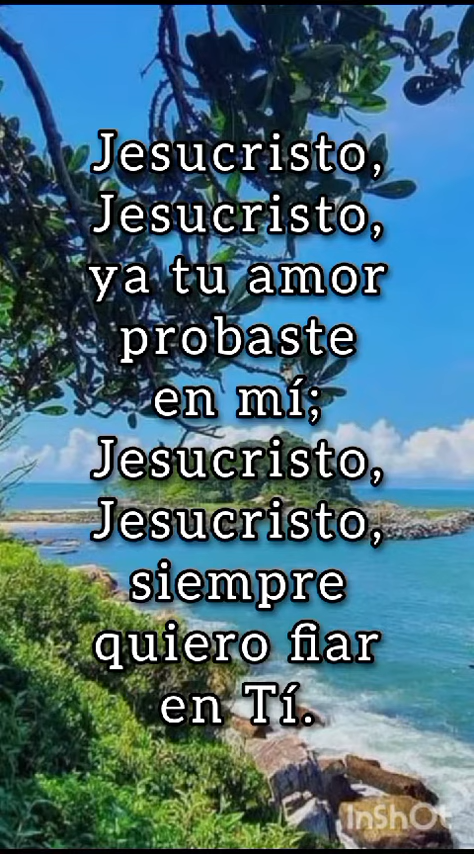 Jesucristo,
Jesucristo,
ya tu amor
probaste
en mí;
Jesucristo,
Jesucristo,
siempre
quiero fiar
en Tí.
InShOt